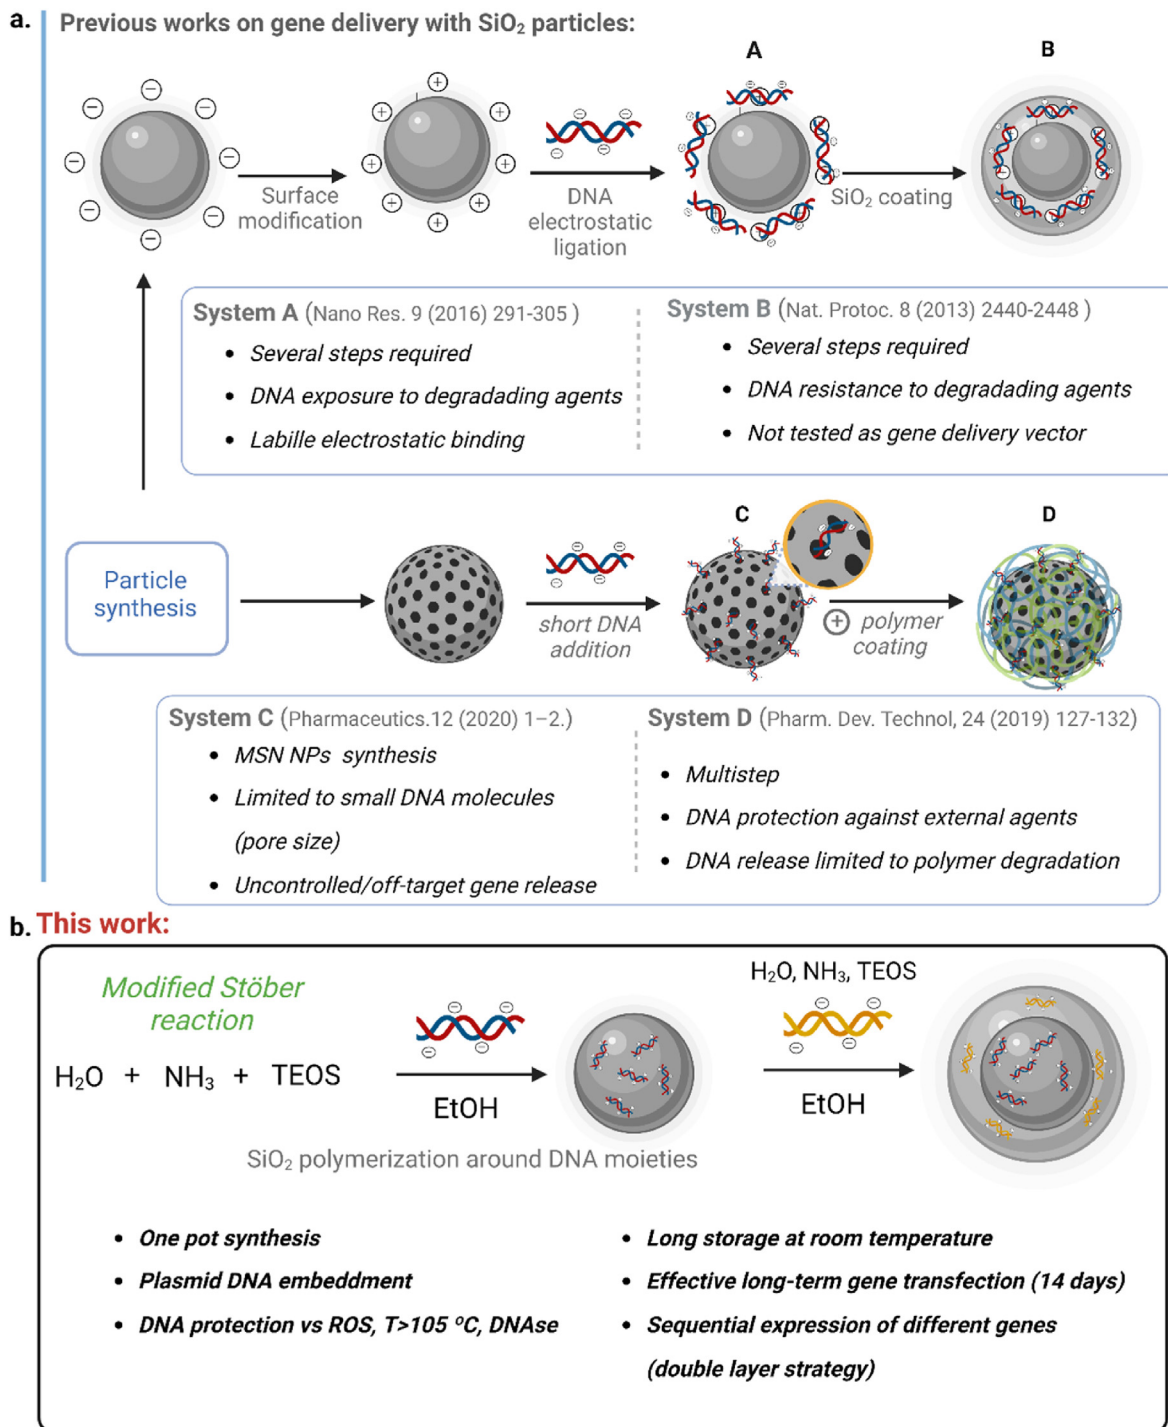 a.
Previous works on gene delivery with SiO₂ particles:
A
B
Surface
modification
DNA
electrostatic
ligation
SiO₂ coating
System A (Nano Res. 9 (2016) 291-305 )
• Several steps required
• DNA exposure to degradading agents
• Labille electrostatic binding
System B (Nat. Protoc. 8 (2013) 2440-2448 )
• Several steps required
• DNA resistance to degradading agents
• Not tested as gene delivery vector
Particle
synthesis
short DNA
addition
C
+ polymer
coating
D
System C (Pharmaceutics.12 (2020) 1–2.)
• MSN NPs synthesis
• Limited to small DNA molecules
(pore size)
• Uncontrolled/off-target gene release
System D (Pharm. Dev. Technol, 24 (2019) 127-132)
• Multistep
• DNA protection against external agents
• DNA release limited to polymer degradation
b. This work:
Modified Stöber
reaction
H₂O + NH₃ + TEOS
EtOH
H₂O, NH₃, TEOS
EtOH
SiO₂ polymerization around DNA moieties
• One pot synthesis
• Plasmid DNA embeddment
• DNA protection vs ROS, T>105 ºC, DNAse
• Long storage at room temperature
• Effective long-term gene transfection (14 days)
• Sequential expression of different genes
(double layer strategy)